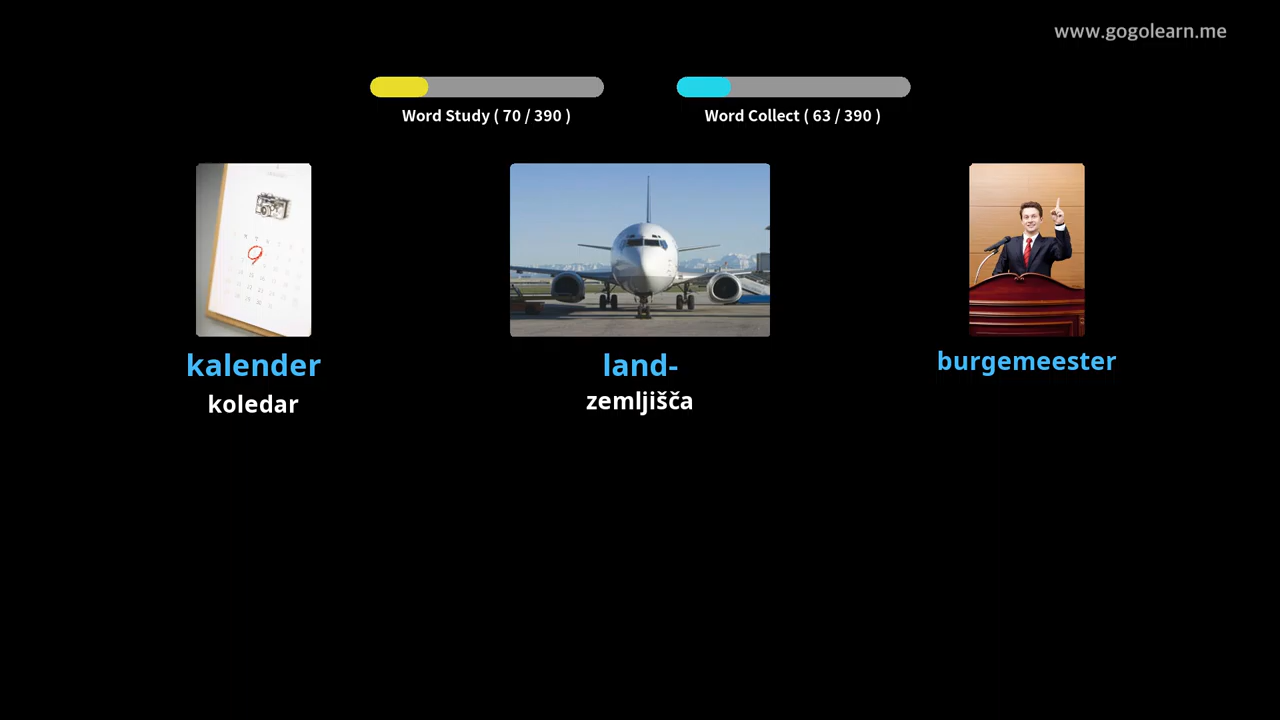 www.gogolearn.me
Word Study ( 70 / 390 )
Word Collect ( 63 / 390 )
kalender
land-
burgemeester
koledar
zemljišča